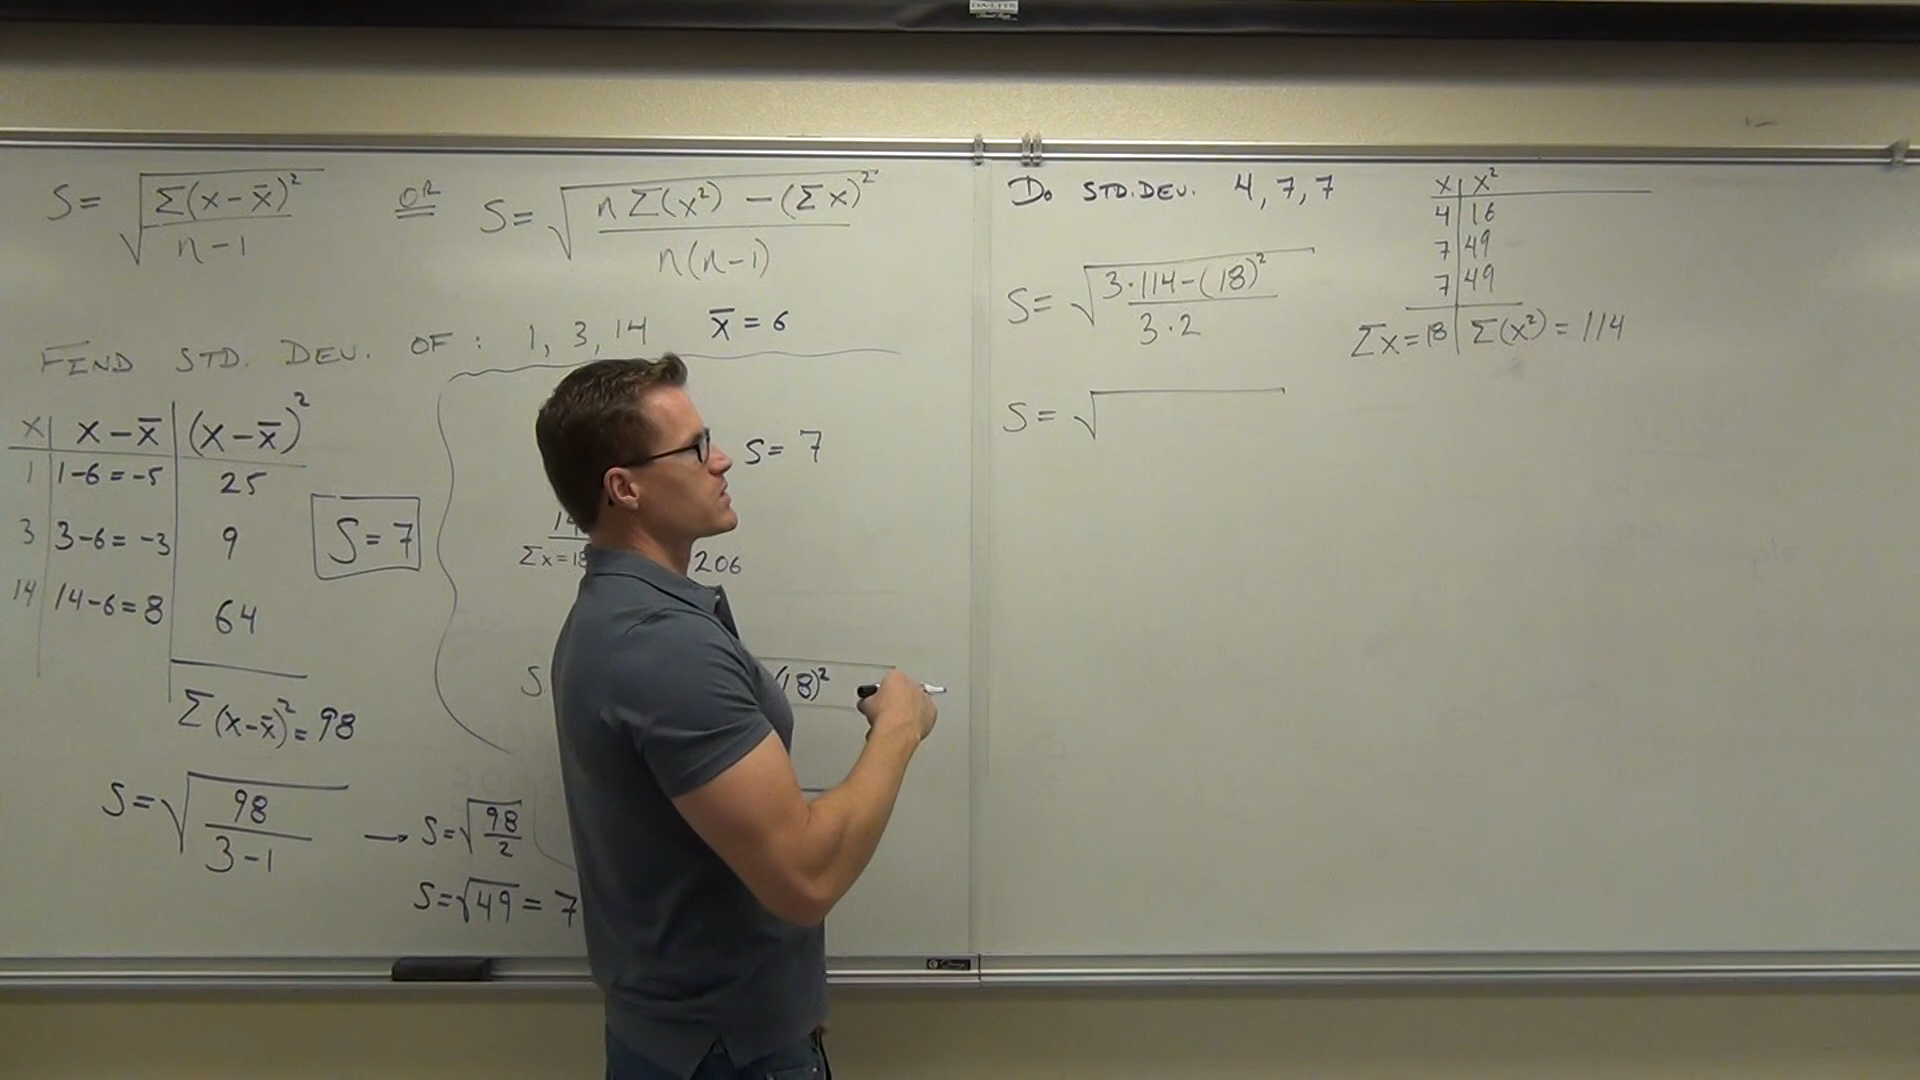 S = √(Σ(x-x̄)² / n-1) OR S = √(nΣ(x²) - (Σx)² / n(n-1))
FIND STD. DEV. OF : 1, 3, 14 x̄ = 6
x | x-x̄ | (x-x̄)²
1 | 1-6=-5 | 25
3 | 3-6=-3 | 9
14 | 14-6=8 | 64
Σ(x-x̄)² = 98
S = 7
S = √(98 / 3-1) → S = √(98 / 2)
S = √49 = 7
S = 7
Σx=18
206
S
(18)²
Do STD.DEV. 4, 7, 7
S = √(3·114-(18)² / 3·2)
S = √
x | x²
4 | 16
7 | 49
7 | 49
Σx=18 | Σ(x²) = 114